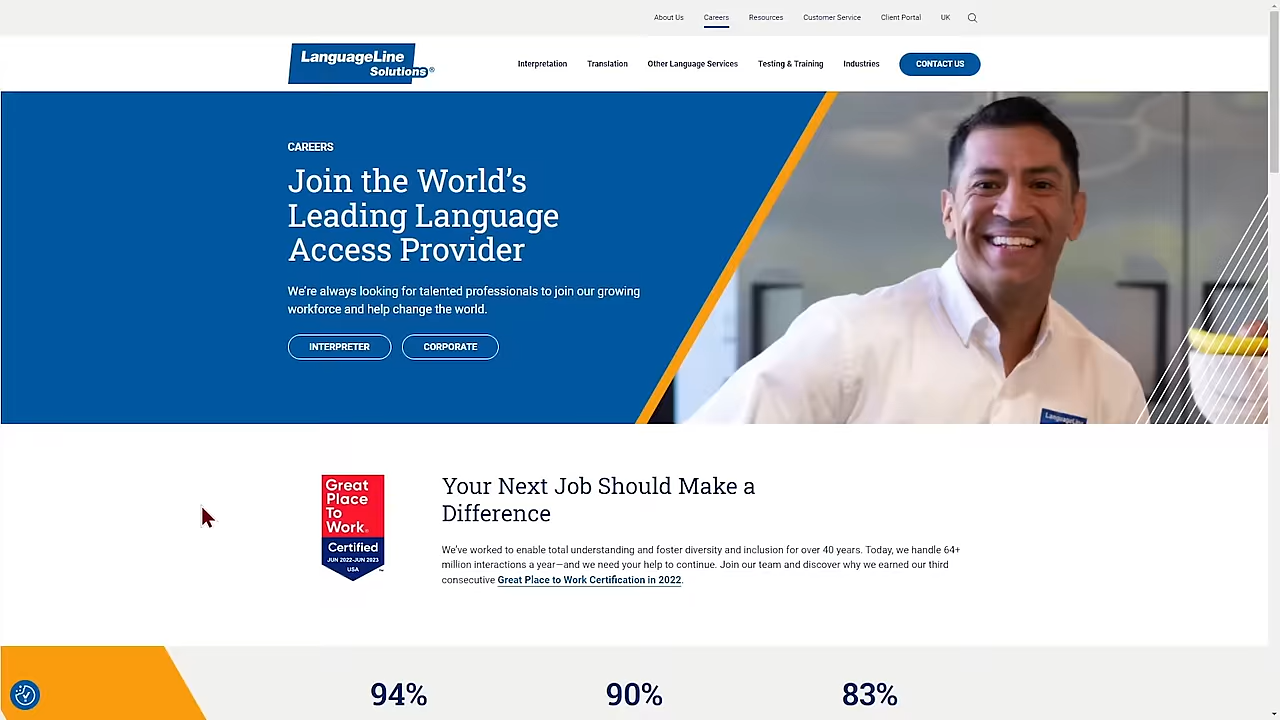 About Us Careers Resources Customer Service Client Portal UK
LanguageLine
Solutions®
Interpretation Translation Other Language Services Testing & Training Industries CONTACT US
CAREERS
Join the World's
Leading Language
Access Provider
We're always looking for talented professionals to join our growing
workforce and help change the world.
INTERPRETER CORPORATE
LanguageLine
Great
Place
To
Work®
Certified
JUN 2022-JUN 2023
USA
™
Your Next Job Should Make a
Difference
We've worked to enable total understanding and foster diversity and inclusion for over 40 years. Today, we handle 64+
million interactions a year—and we need your help to continue. Join our team and discover why we earned our third
consecutive Great Place to Work Certification in 2022.
94% 90% 83%